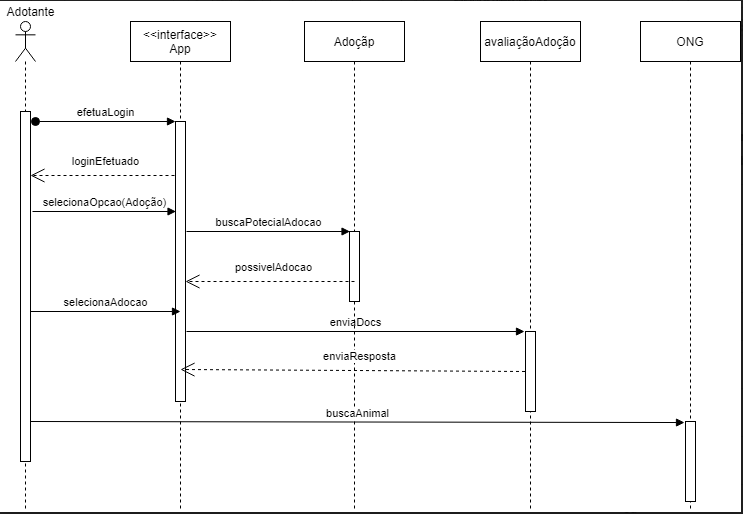 Adotante
<<interface>>
App
Adoçãp
avaliaçãoAdoção
ONG
efetuaLogin
loginEfetuado
selecionaOpcao(Adoção)
buscaPotecialAdocao
possivelAdocao
selecionaAdocao
enviaDocs
enviaResposta
buscaAnimal